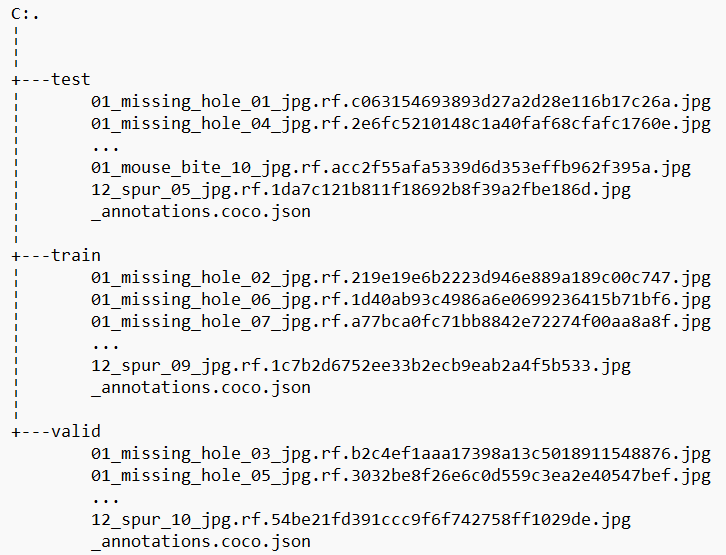 C:.
+---test
01_missing_hole_01_jpg.rf.c063154693893d27a2d28e116b17c26a.jpg
01_missing_hole_04_jpg.rf.2e6fc5210148c1a40faf68cfafc1760e.jpg
...
01_mouse_bite_10_jpg.rf.acc2f55afa5339d6d353effb962f395a.jpg
12_spur_05_jpg.rf.1da7c121b811f18692b8f39a2fbe186d.jpg
_annotations.coco.json
+---train
01_missing_hole_02_jpg.rf.219e19e6b2223d946e889a189c00c747.jpg
01_missing_hole_06_jpg.rf.1d40ab93c4986a6e0699236415b71bf6.jpg
01_missing_hole_07_jpg.rf.a77bca0fc71bb8842e72274f00aa8a8f.jpg
...
12_spur_09_jpg.rf.1c7b2d6752ee33b2ecb9eab2a4f5b533.jpg
_annotations.coco.json
+---valid
01_missing_hole_03_jpg.rf.b2c4ef1aaa17398a13c5018911548876.jpg
01_missing_hole_05_jpg.rf.3032be8f26e6c0d559c3ea2e40547bef.jpg
...
12_spur_10_jpg.rf.54be21fd391ccc9f6f742758ff1029de.jpg
_annotations.coco.json